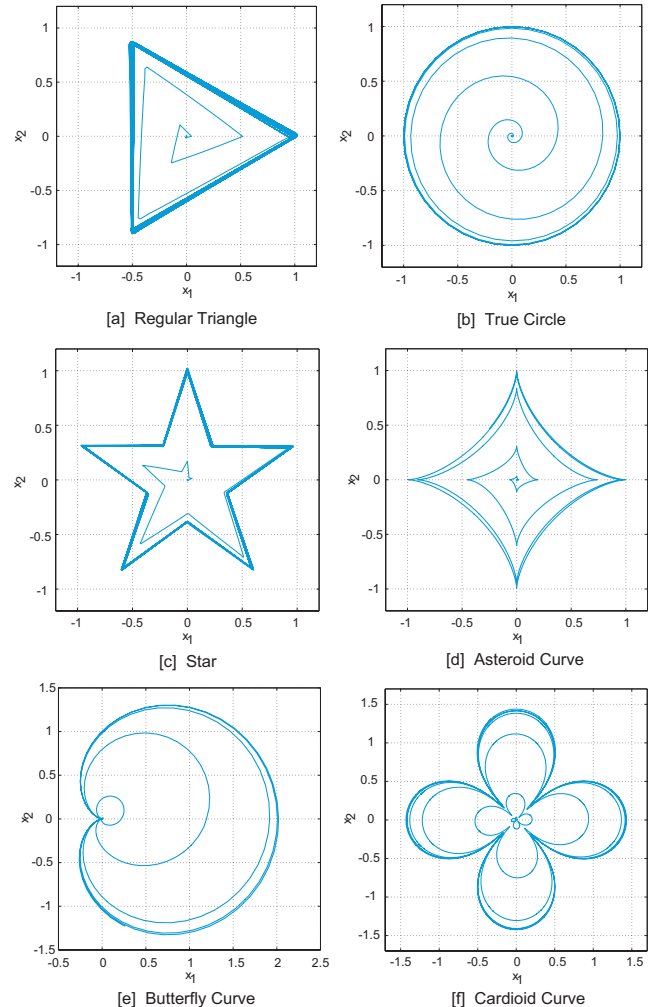 1
0.5
0
-0.5
-1
x2
-1 -0.5 0 0.5 1
x1
[a] Regular Triangle
1
0.5
0
-0.5
-1
x2
-1 -0.5 0 0.5 1
x1
[b] True Circle
1
0.5
0
-0.5
-1
x2
-1 -0.5 0 0.5 1
x1
[c] Star
1
0.5
0
-0.5
-1
x2
-1 -0.5 0 0.5 1
x1
[d] Asteroid Curve
1.5
1
0.5
0
-0.5
-1
-1.5
x2
-0.5 0 0.5 1 1.5 2.0 2.5
x1
[e] Butterfly Curve
1.5
1
0.5
0
-0.5
-1
-1.5
x2
-1.5 -1 -0.5 0 0.5 1 1.5
x1
[f] Cardioid Curve